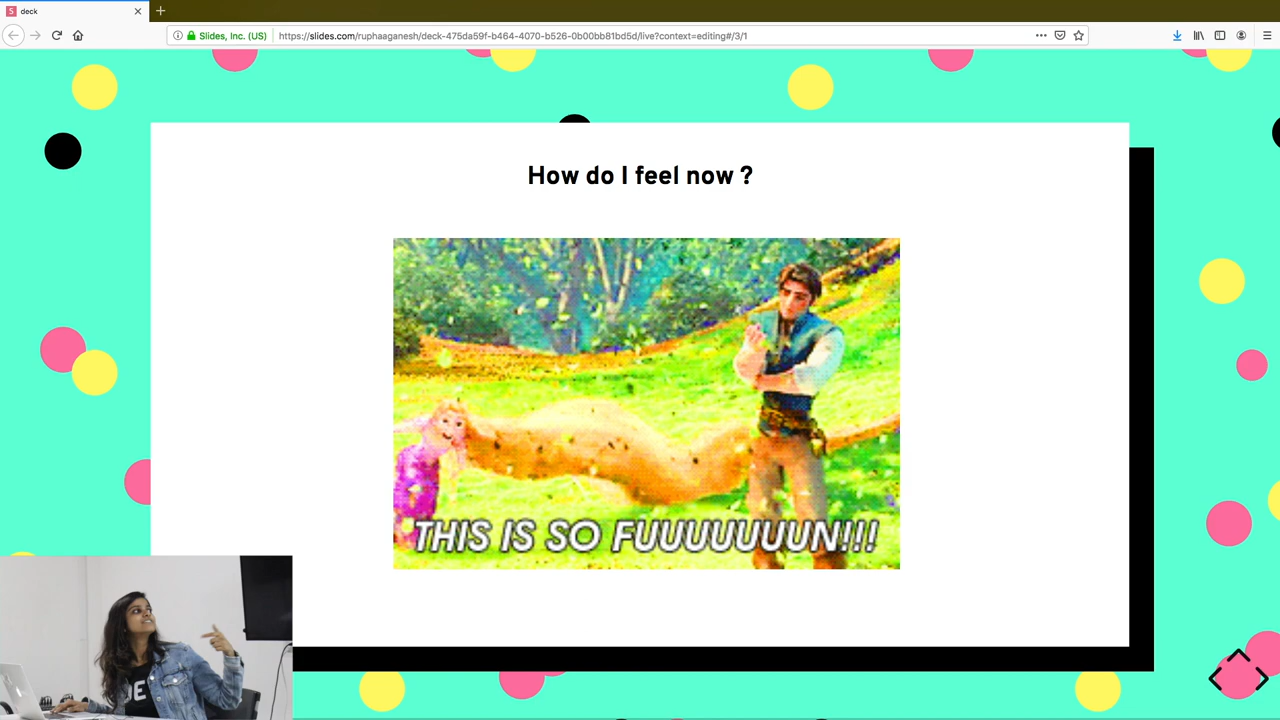 S deck
Slides, Inc. (US)
https://slides.com/ruphaaganesh/deck-475da59f-b464-4070-b526-0b00bb81bd5d/live?context=editing#/3/1
How do I feel now ?
THIS IS SO FUUUUUUUN!!!
DE